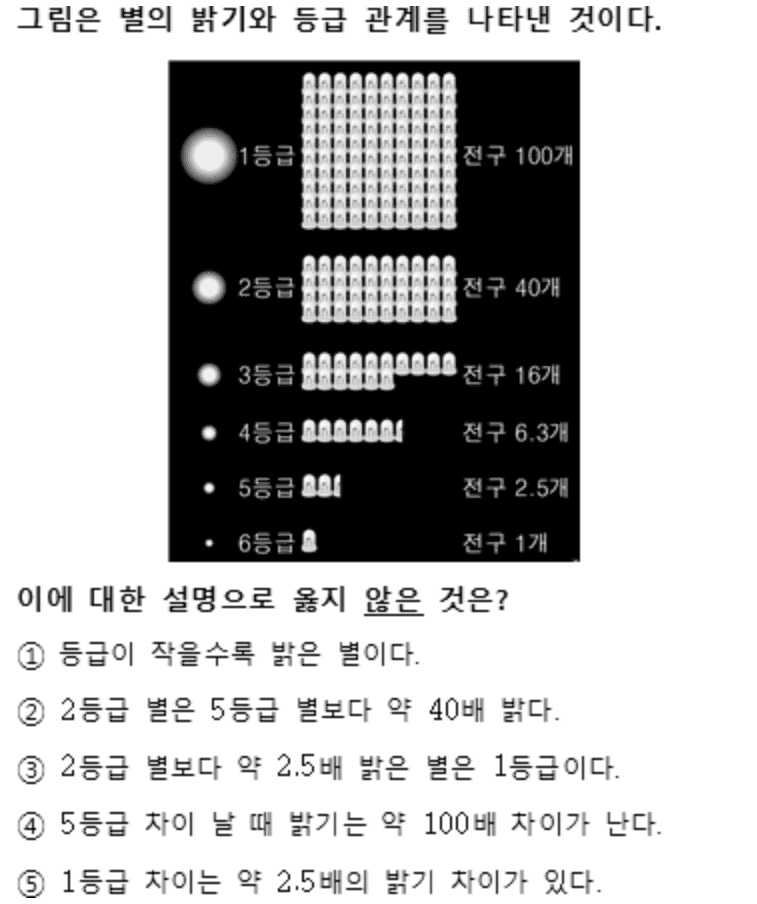 그림은 별의 밝기와 등급 관계를 나타낸 것이다.
1등급 전구 100개
2등급 전구 40개
3등급 전구 16개
4등급 전구 6.3개
5등급 전구 2.5개
6등급 전구 1개
이에 대한 설명으로 옳지 않은 것은?
① 등급이 작을수록 밝은 별이다.
② 2등급 별은 5등급 별보다 약 40배 밝다.
③ 2등급 별보다 약 2.5배 밝은 별은 1등급이다.
④ 5등급 차이 날 때 밝기는 약 100배 차이가 난다.
⑤ 1등급 차이는 약 2.5배의 밝기 차이가 있다.